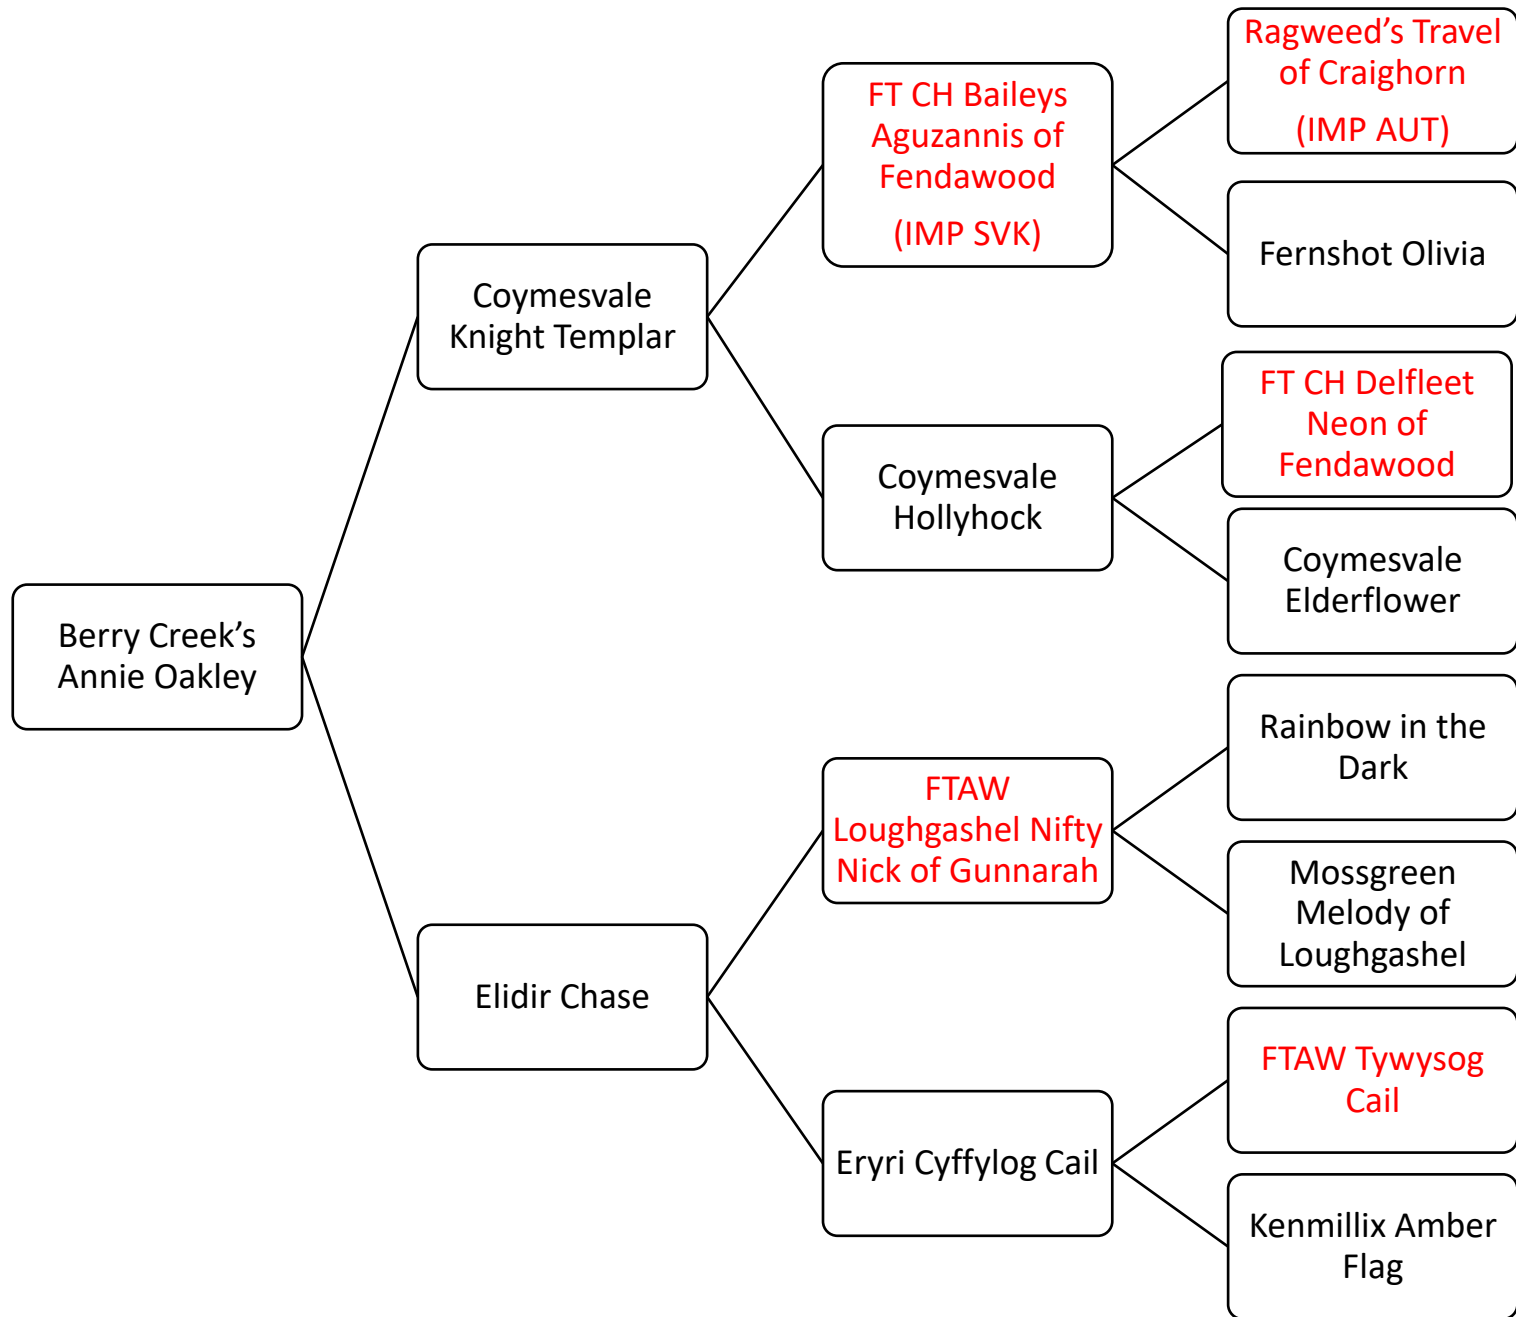 Berry Creek’s
Annie Oakley
Coymesvale
Knight Templar
Elidir Chase
FT CH Baileys
Aguzannis of
Fendawood
(IMP SVK)
Coymesvale
Hollyhock
FTAW
Loughgashel Nifty
Nick of Gunnarah
Eryri Cyffylog Cail
Ragweed’s Travel
of Craighorn
(IMP AUT)
Fernshot Olivia
FT CH Delfleet
Neon of
Fendawood
Coymesvale
Elderflower
Rainbow in the
Dark
Mossgreen
Melody of
Loughgashel
FTAW Tywysog
Cail
Kenmillix Amber
Flag